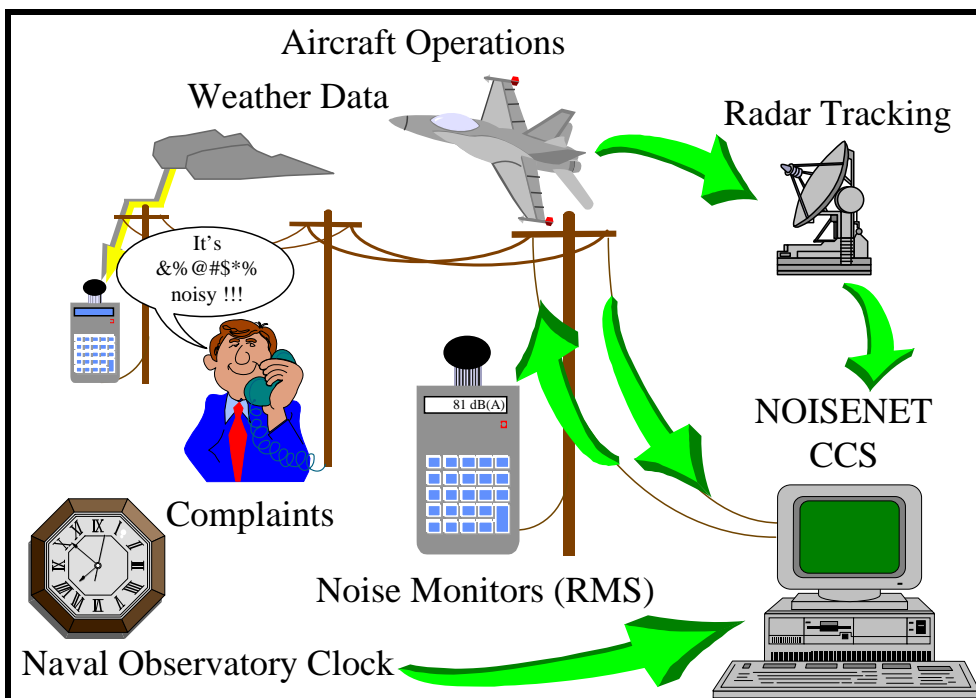 Aircraft Operations
Weather Data
Radar Tracking
It's
&%@#$*%
noisy !!!
81 dB(A)
NOISENET
CCS
Complaints
Noise Monitors (RMS)
Naval Observatory Clock